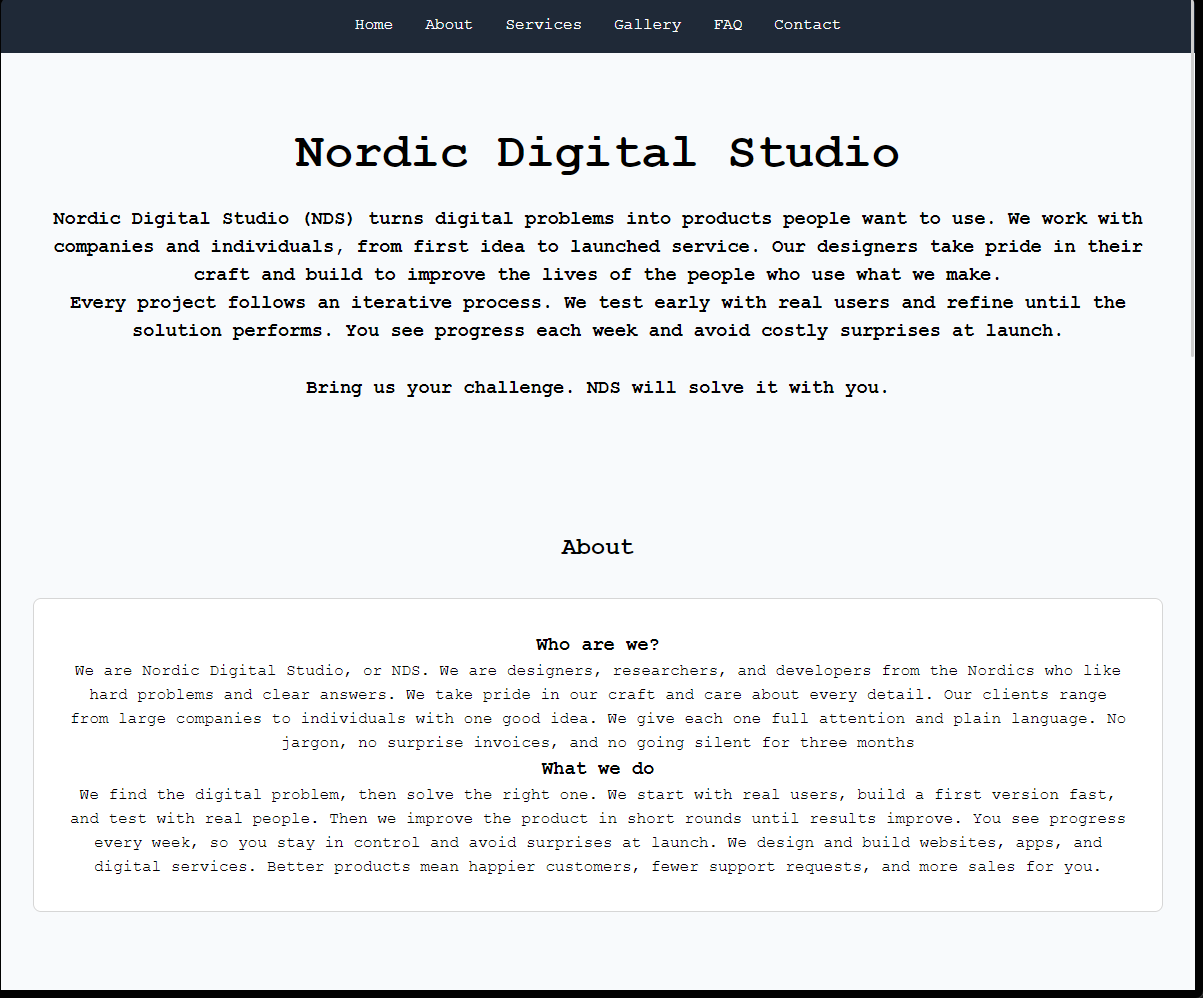 Home About Services Gallery FAQ Contact
Nordic Digital Studio
Nordic Digital Studio (NDS) turns digital problems into products people want to use. We work with
companies and individuals, from first idea to launched service. Our designers take pride in their
craft and build to improve the lives of the people who use what we make.
Every project follows an iterative process. We test early with real users and refine until the
solution performs. You see progress each week and avoid costly surprises at launch.
Bring us your challenge. NDS will solve it with you.
About
Who are we?
We are Nordic Digital Studio, or NDS. We are designers, researchers, and developers from the Nordics who like
hard problems and clear answers. We take pride in our craft and care about every detail. Our clients range
from large companies to individuals with one good idea. We give each one full attention and plain language. No
jargon, no surprise invoices, and no going silent for three months
What we do
We find the digital problem, then solve the right one. We start with real users, build a first version fast,
and test with real people. Then we improve the product in short rounds until results improve. You see progress
every week, so you stay in control and avoid surprises at launch. We design and build websites, apps, and
digital services. Better products mean happier customers, fewer support requests, and more sales for you.